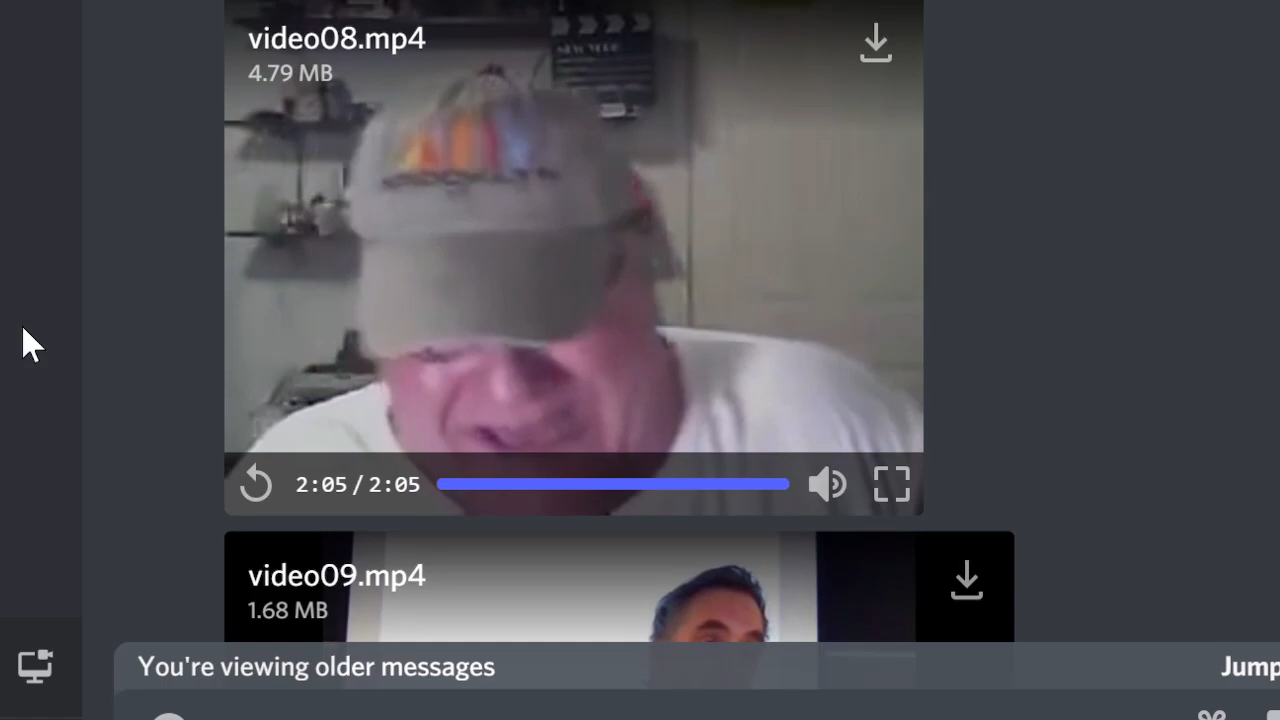 video08.mp4
4.79 MB
2:05 / 2:05
video09.mp4
1.68 MB
You're viewing older messages
Jump